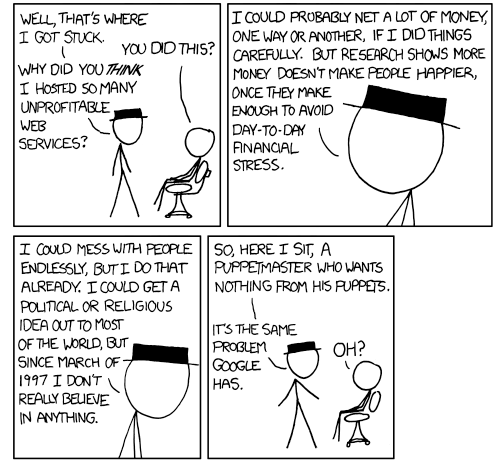 WELL, THAT'S WHERE
I GOT STUCK.
YOU DID THIS?
WHY DID YOU THINK
I HOSTED SO MANY
UNPROFITABLE
WEB
SERVICES?
I COULD PROBABLY NET A LOT OF MONEY,
ONE WAY OR ANOTHER, IF I DID THINGS
CAREFULLY. BUT RESEARCH SHOWS MORE
MONEY DOESN'T MAKE PEOPLE HAPPIER,
ONCE THEY MAKE
ENOUGH TO AVOID
DAY-TO-DAY
FINANCIAL
STRESS.
I COULD MESS WITH PEOPLE
ENDLESSLY, BUT I DO THAT
ALREADY. I COULD GET A
POLITICAL OR RELIGIOUS
IDEA OUT TO MOST
OF THE WORLD, BUT
SINCE MARCH OF
1997 I DON'T
REALLY BELIEVE
IN ANYTHING.
SO, HERE I SIT, A
PUPPETMASTER WHO WANTS
NOTHING FROM HIS PUPPETS.
IT'S THE SAME
PROBLEM
GOOGLE
HAS.
OH?